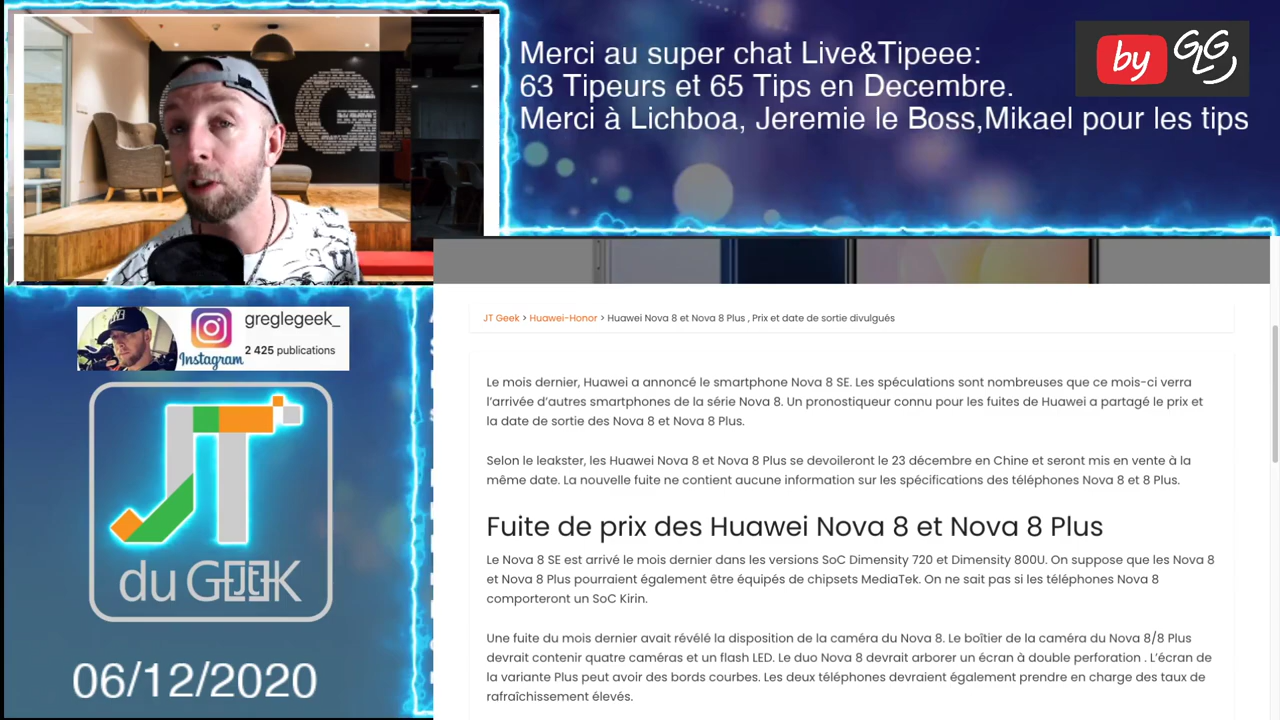 Merci au super chat Live&Tipeee:
63 Tipeurs et 65 Tips en Decembre.
Merci à Lichboa, Jeremie le Boss,Mikael pour les tips
by GLG
greglegeek_
Instagram
2 425 publications
JT
du GEEK
06/12/2020
JT Geek > Huawei-Honor > Huawei Nova 8 et Nova 8 Plus , Prix et date de sortie divulgués
Le mois dernier, Huawei a annoncé le smartphone Nova 8 SE. Les spéculations sont nombreuses que ce mois-ci verra
l'arrivée d'autres smartphones de la série Nova 8. Un pronostiqueur connu pour les fuites de Huawei a partagé le prix et
la date de sortie des Nova 8 et Nova 8 Plus.
Selon le leakster, les Huawei Nova 8 et Nova 8 Plus se devoileront le 23 décembre en Chine et seront mis en vente à la
même date. La nouvelle fuite ne contient aucune information sur les spécifications des téléphones Nova 8 et 8 Plus.
Fuite de prix des Huawei Nova 8 et Nova 8 Plus
Le Nova 8 SE est arrivé le mois dernier dans les versions SoC Dimensity 720 et Dimensity 800U. On suppose que les Nova 8
et Nova 8 Plus pourraient également être équipés de chipsets MediaTek. On ne sait pas si les téléphones Nova 8
comporteront un SoC Kirin.
Une fuite du mois dernier avait révélé la disposition de la caméra du Nova 8. Le boîtier de la caméra du Nova 8/8 Plus
devrait contenir quatre caméras et un flash LED. Le duo Nova 8 devrait arborer un écran à double perforation . L'écran de
la variante Plus peut avoir des bords courbes. Les deux téléphones devraient également prendre en charge des taux de
rafraîchissement élevés.